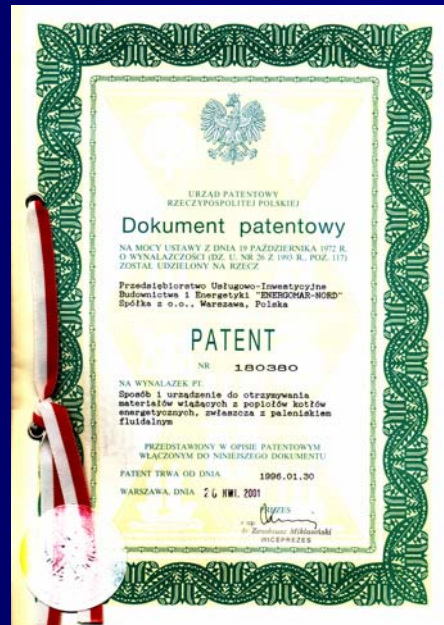 URZĄD PATENTOWY
RZECZYPOSPOLITEJ POLSKIEJ
Dokument patentowy
NA MOCY USTAWY Z DNIA 19 PAŹDZIERNIKA 1972 R.
O WYNALAZCZOŚCI (DZ. U. NR 26 Z 1993 R., POZ. 117)
ZOSTAŁ UDZIELONY NA RZECZ
Przedsiębiorstwo Usługowo-Inwestycyjne
Budownictwa i Energetyki "ENERGOMAR-NORD"
Spółka z o.o., Warszawa, Polska
PATENT
NR 180380
NA WYNALAZEK PT.
Sposób i urządzenie do otrzymywania
materiałów wiążących z popiołów kotłów
energetycznych, zwłaszcza z paleniskiem
fluidalnym
PRZEDSTAWIONY W OPISIE PATENTOWYM
WŁĄCZONYM DO NINIEJSZEGO DOKUMENTU
PATENT TRWA OD DNIA 1996.01.30
WARSZAWA, DNIA 2001
PREZES
WICEPREZES